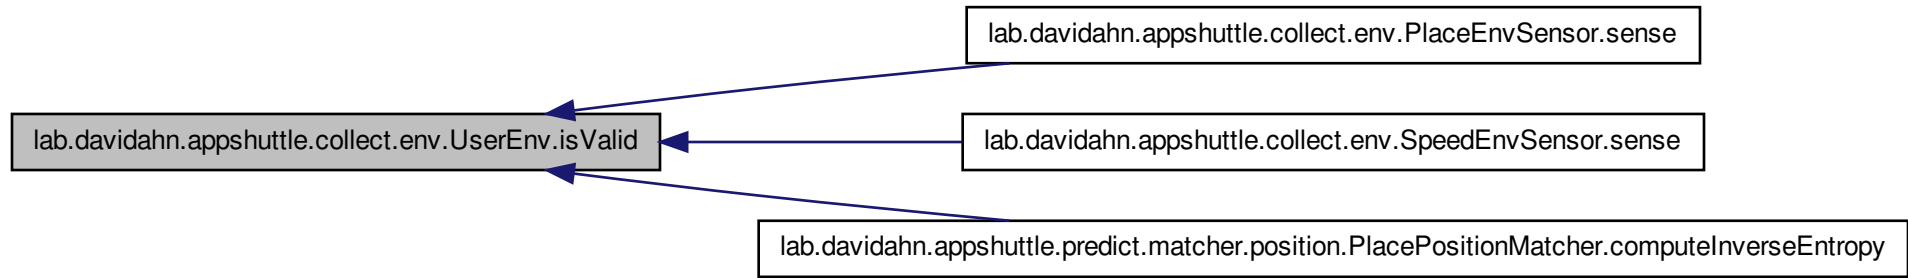 lab.davidahn.appshuttle.collect.env.PlaceEnvSensor.sense
lab.davidahn.appshuttle.collect.env.UserEnv.isValid
lab.davidahn.appshuttle.collect.env.SpeedEnvSensor.sense
lab.davidahn.appshuttle.predict.matcher.position.PlacePositionMatcher.computeInverseEntropy